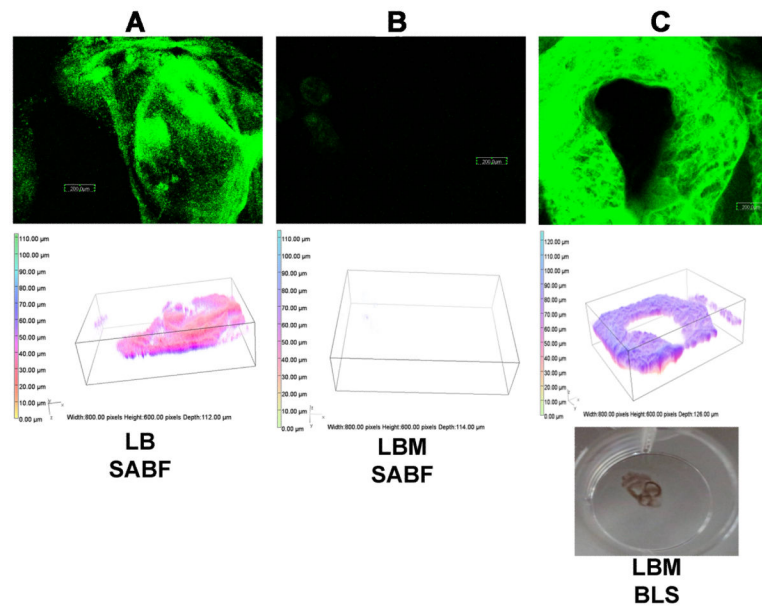 A
B
C
110.00 µm
100.00 µm
90.00 µm
80.00 µm
70.00 µm
60.00 µm
50.00 µm
40.00 µm
30.00 µm
20.00 µm
10.00 µm
0.00 µm
Width:800.00 pixels Height:600.00 pixels Depth:112.00 µm
110.00 µm
100.00 µm
90.00 µm
80.00 µm
70.00 µm
60.00 µm
50.00 µm
40.00 µm
30.00 µm
20.00 µm
10.00 µm
0.00 µm
Width:800.00 pixels Height:600.00 pixels Depth:114.00 µm
120.00 µm
110.00 µm
100.00 µm
90.00 µm
80.00 µm
70.00 µm
60.00 µm
50.00 µm
40.00 µm
30.00 µm
20.00 µm
10.00 µm
0.00 µm
Width:800.00 pixels Height:600.00 pixels Depth:126.00 µm
LB
SABF
LBM
SABF
LBM
BLS